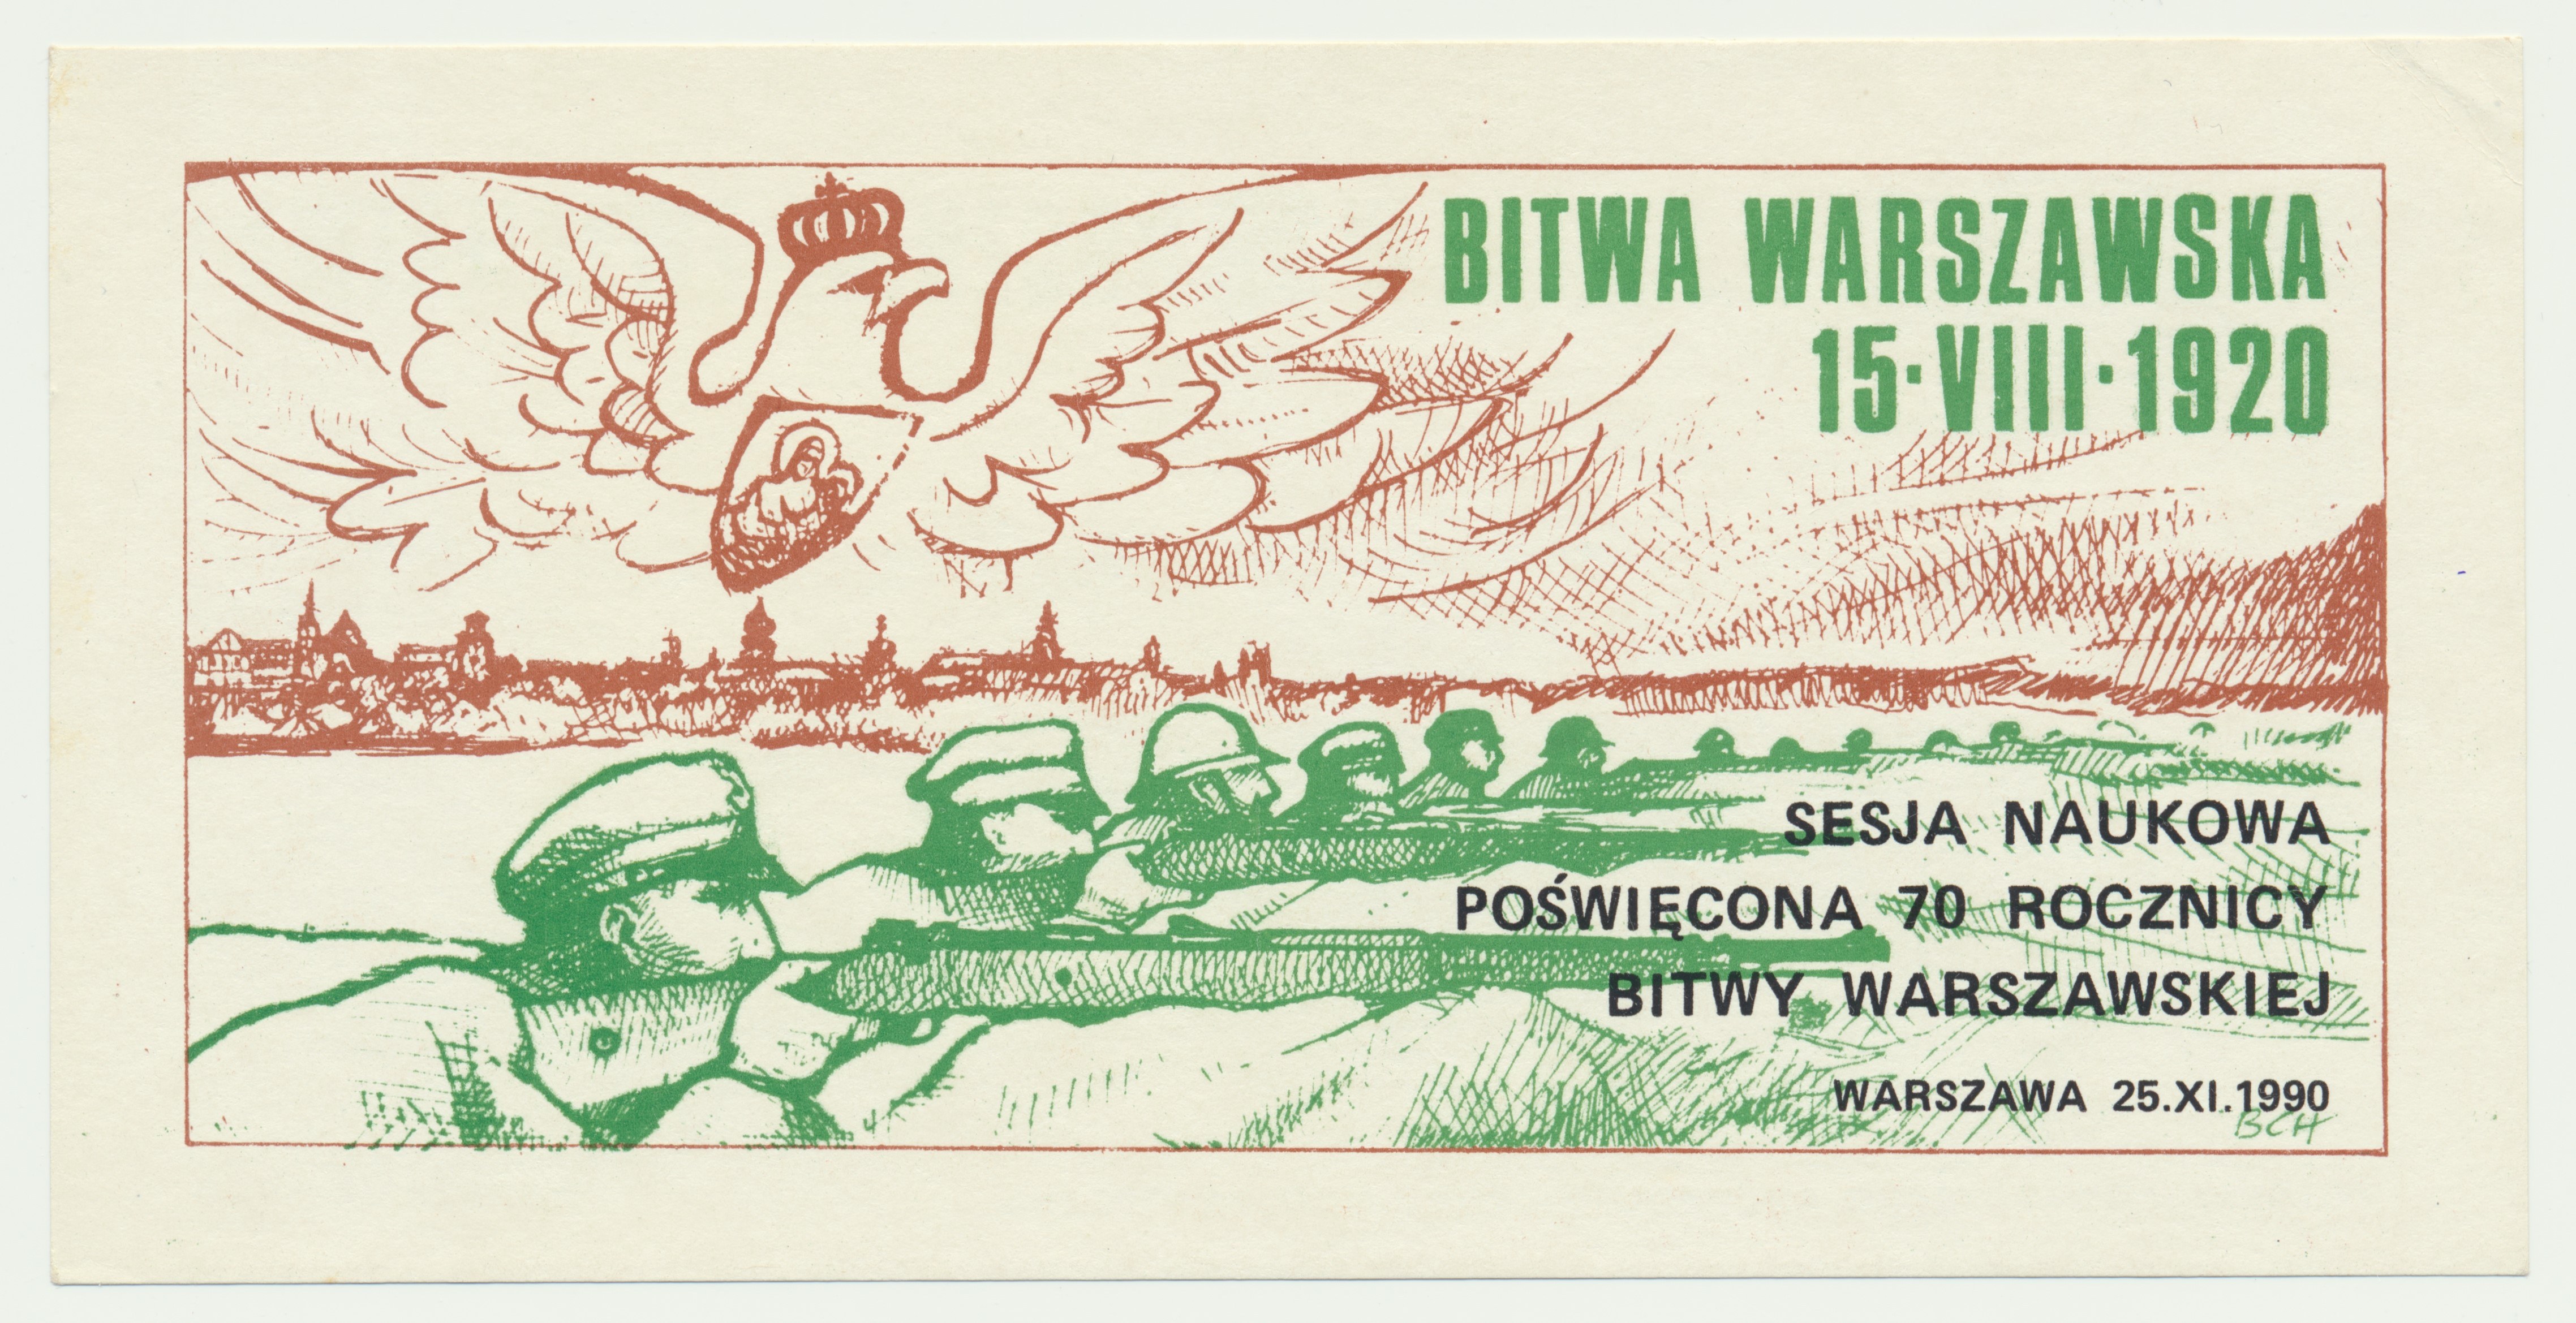 BITWA WARSZAWSKA
15·VIII·1920
SESJA NAUKOWA
POŚWIĘCONA 70 ROCZNICY
BITWY WARSZAWSKIEJ
WARSZAWA 25.XI.1990
BCH